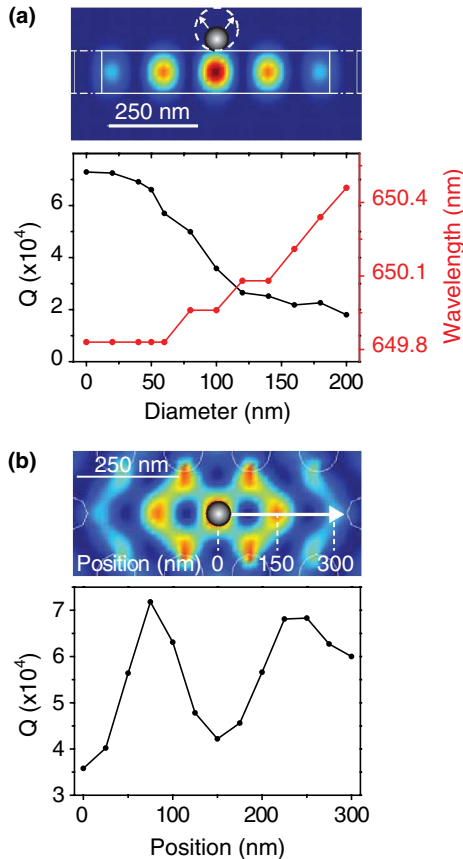 (a)
250 nm
Q (x10⁴)
6
4
2
0
650.4
650.1
649.8
Wavelength (nm)
0 50 100 150 200
Diameter (nm)
(b)
250 nm
Position (nm) 0 150 300
Q (x10⁴)
7
6
5
4
3
0 100 200 300
Position (nm)